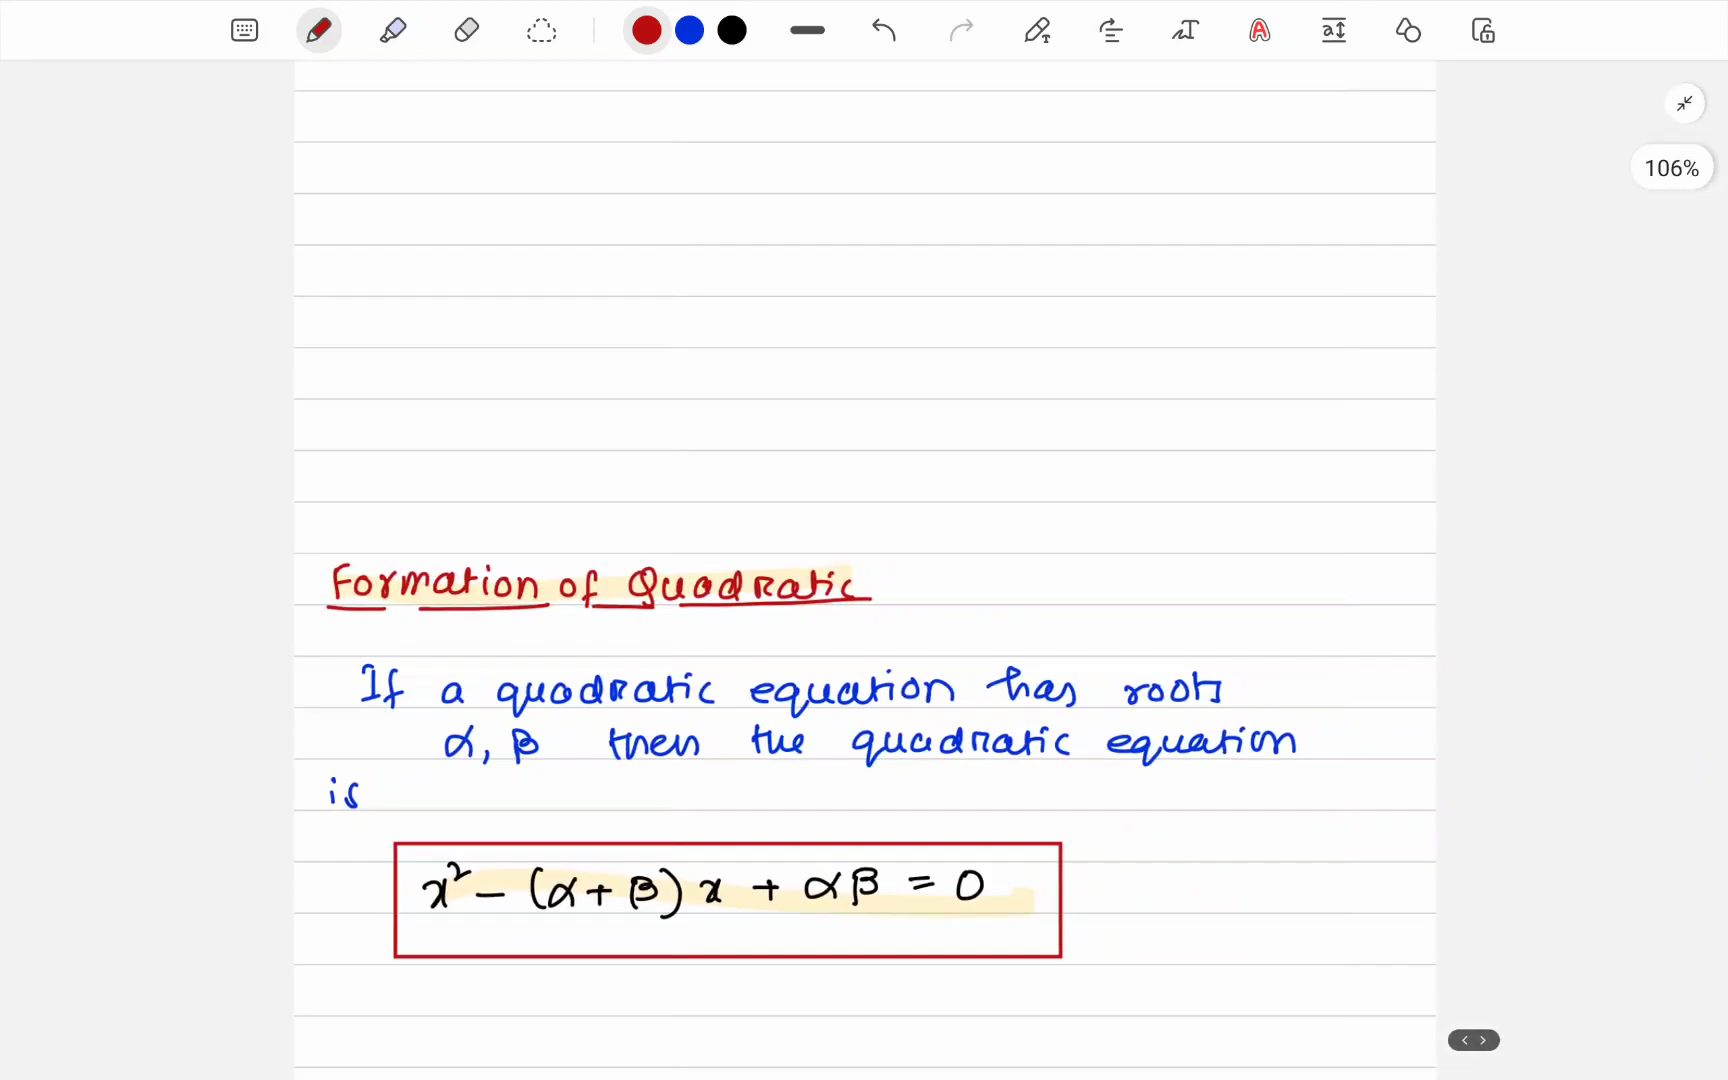 106%
Formation of Quadratic
If a quadratic equation has roots
α, β then the quadratic equation
is
x² - (α + β) x + αβ = 0